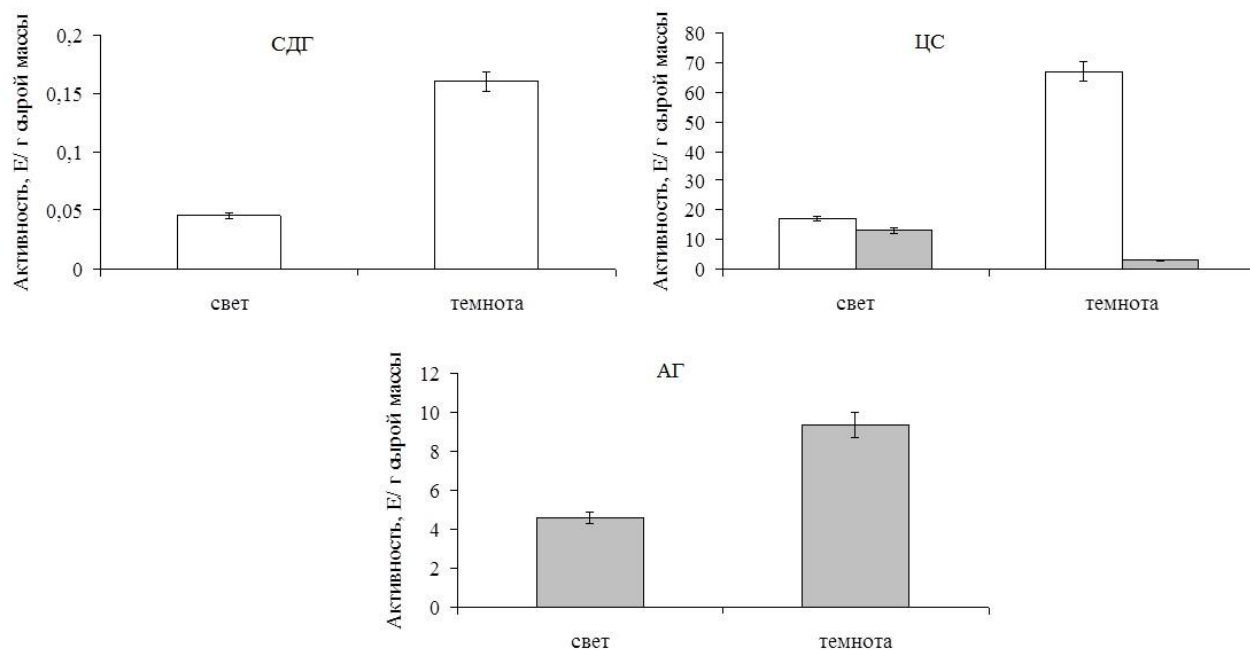 СДГ
Активность, Е/ г сырой массы
0,2
0,15
0,1
0,05
0
свет темнота
ЦС
Активность, Е/ г сырой массы
80
70
60
50
40
30
20
10
0
свет темнота
АГ
Активность, Е/ г сырой массы
12
10
8
6
4
2
0
свет темнота